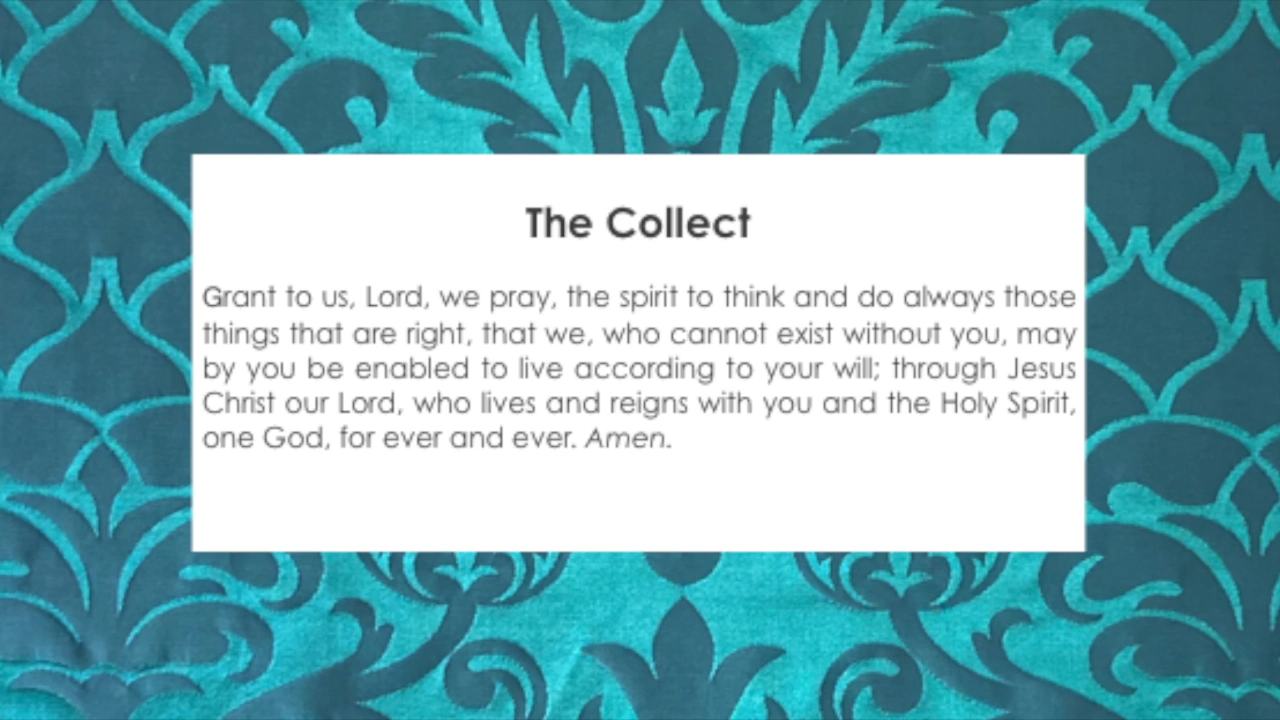 The Collect
Grant to us, Lord, we pray, the spirit to think and do always those
things that are right, that we, who cannot exist without you, may
by you be enabled to live according to your will; through Jesus
Christ our Lord, who lives and reigns with you and the Holy Spirit,
one God, for ever and ever. Amen.